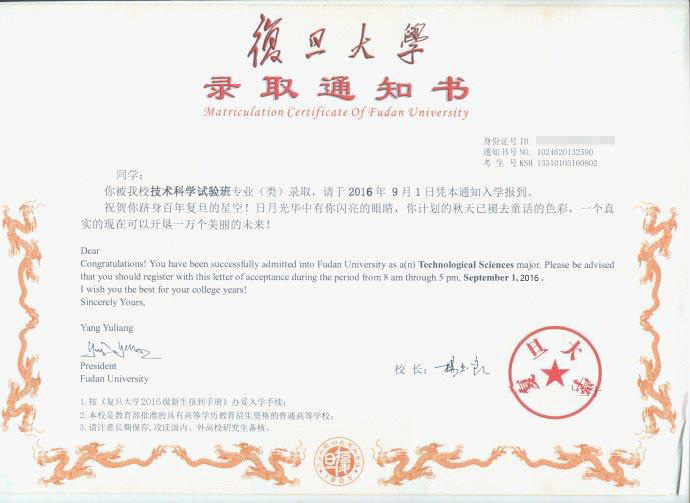 復旦大學
录取通知书
Matriculation Certificate Of Fudan University
身份证号 ID
通知书号 NO. 1024620132590
考 生 号 KSH 13510105160802
同学:
你被我校技术科学试验班专业（类）录取，请于2016年 9月1日凭本通知入学报到。
祝贺你跻身百年复旦的星空！日月光华中有你闪亮的眼睛，你计划的秋天已褪去童话的色彩，一个真
实的现在可以开垦一万个美丽的未来！
Dear
Congratulations! You have been successfully admitted into Fudan University as a(n) Technological Sciences major. Please be advised
that you should register with this letter of acceptance during the period from 8 am through 5 pm, September 1, 2016 .
I wish you the best for your college years!
Sincerely Yours,
Yang Yuliang
President
Fudan University
校 长: 杨玉良
复旦大学
1. 按《复旦大学2016级新生报到手册》办妥入学手续；
2. 本校是教育部批准的具有高等学历教育招生资格的普通高等学校；
3. 请注意长期保存，攻读国内、外高校研究生备核。
1905